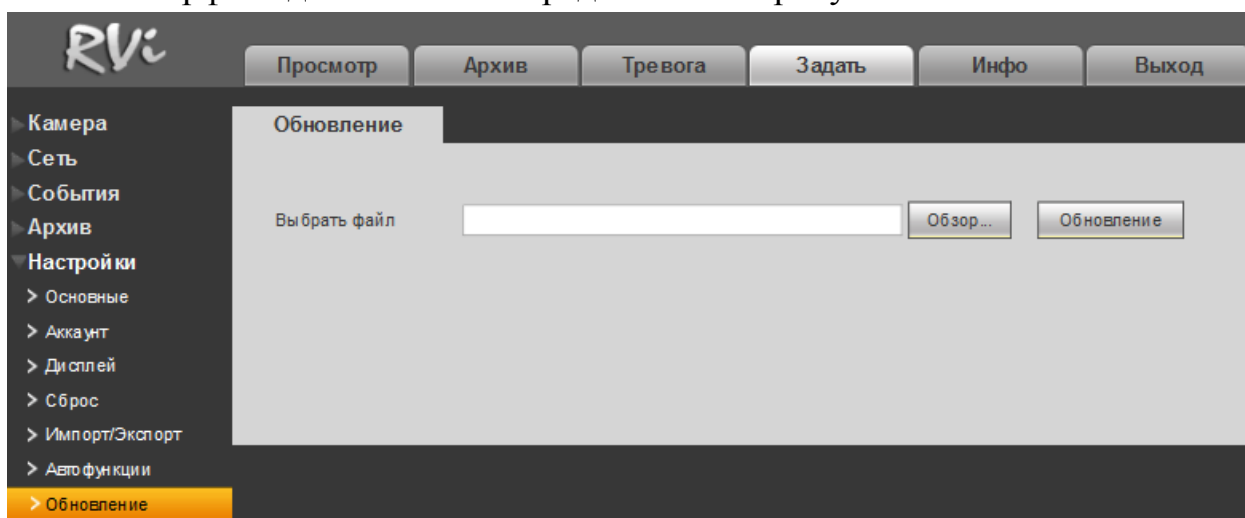 RVi
Просмотр Архив Тревога Задать Инфо Выход
Камера
Сеть
События
Архив
Настройки
> Основные
> Аккаунт
> Дисплей
> Сброс
> Импорт/Экспорт
> Автофункции
> Обновление
Обновление
Выбрать файл Обзор... Обновление